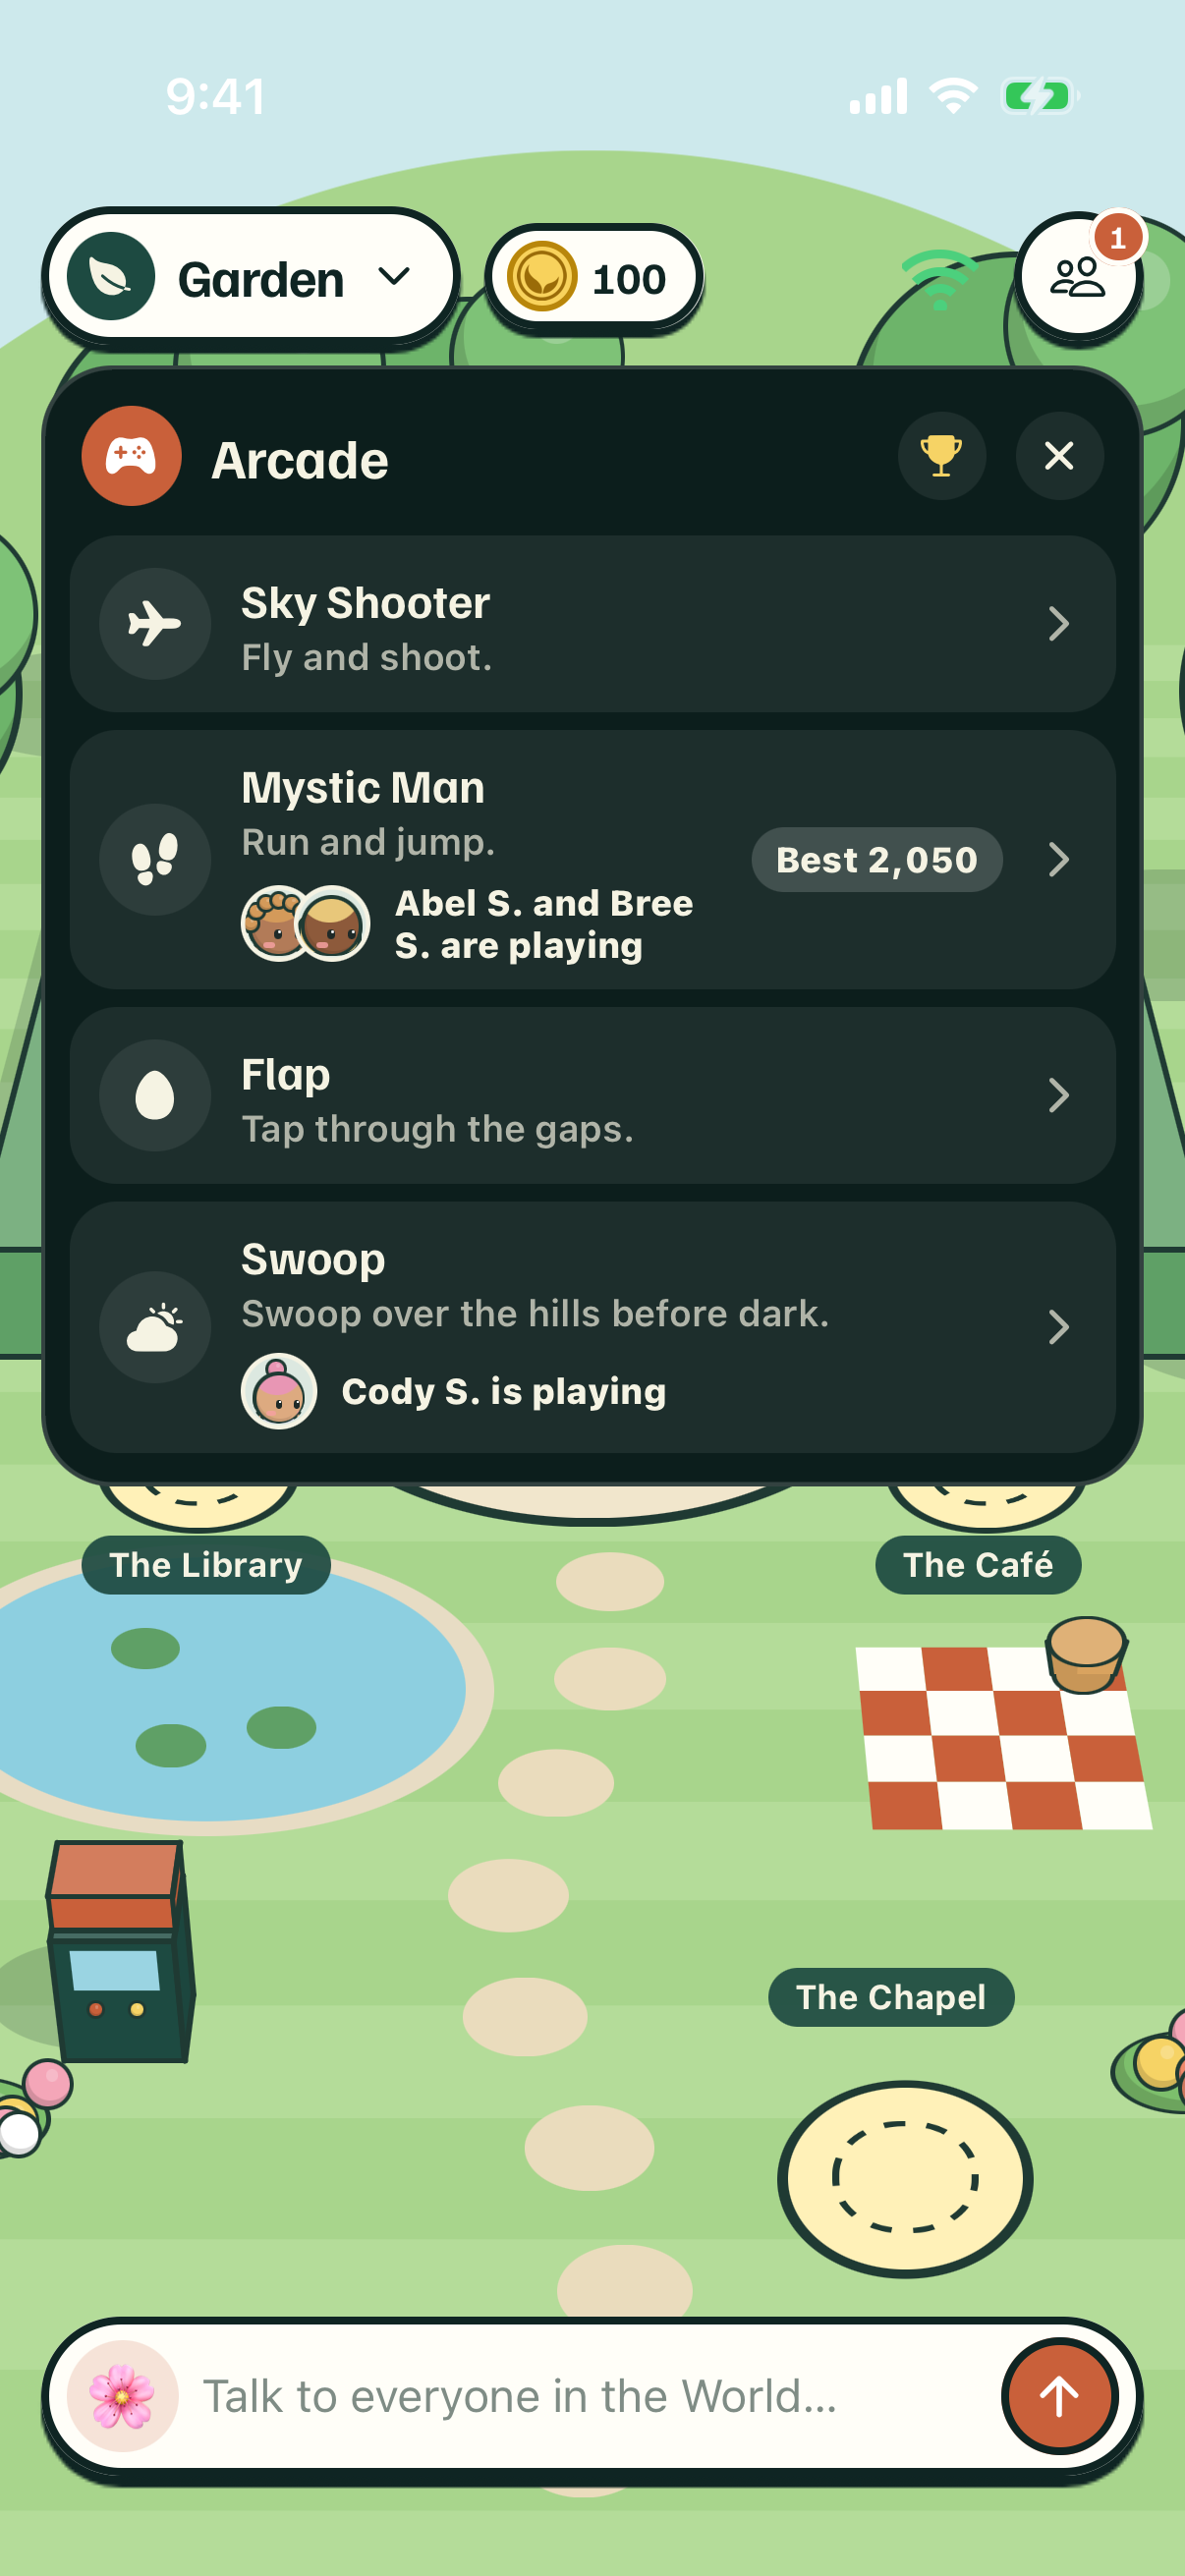 9:41
Garden
100
1
Arcade
Sky Shooter
Fly and shoot.
Mystic Man
Run and jump.
Best 2,050
Abel S. and Bree
S. are playing
Flap
Tap through the gaps.
Swoop
Swoop over the hills before dark.
Cody S. is playing
The Library
The Café
The Chapel
Talk to everyone in the World...